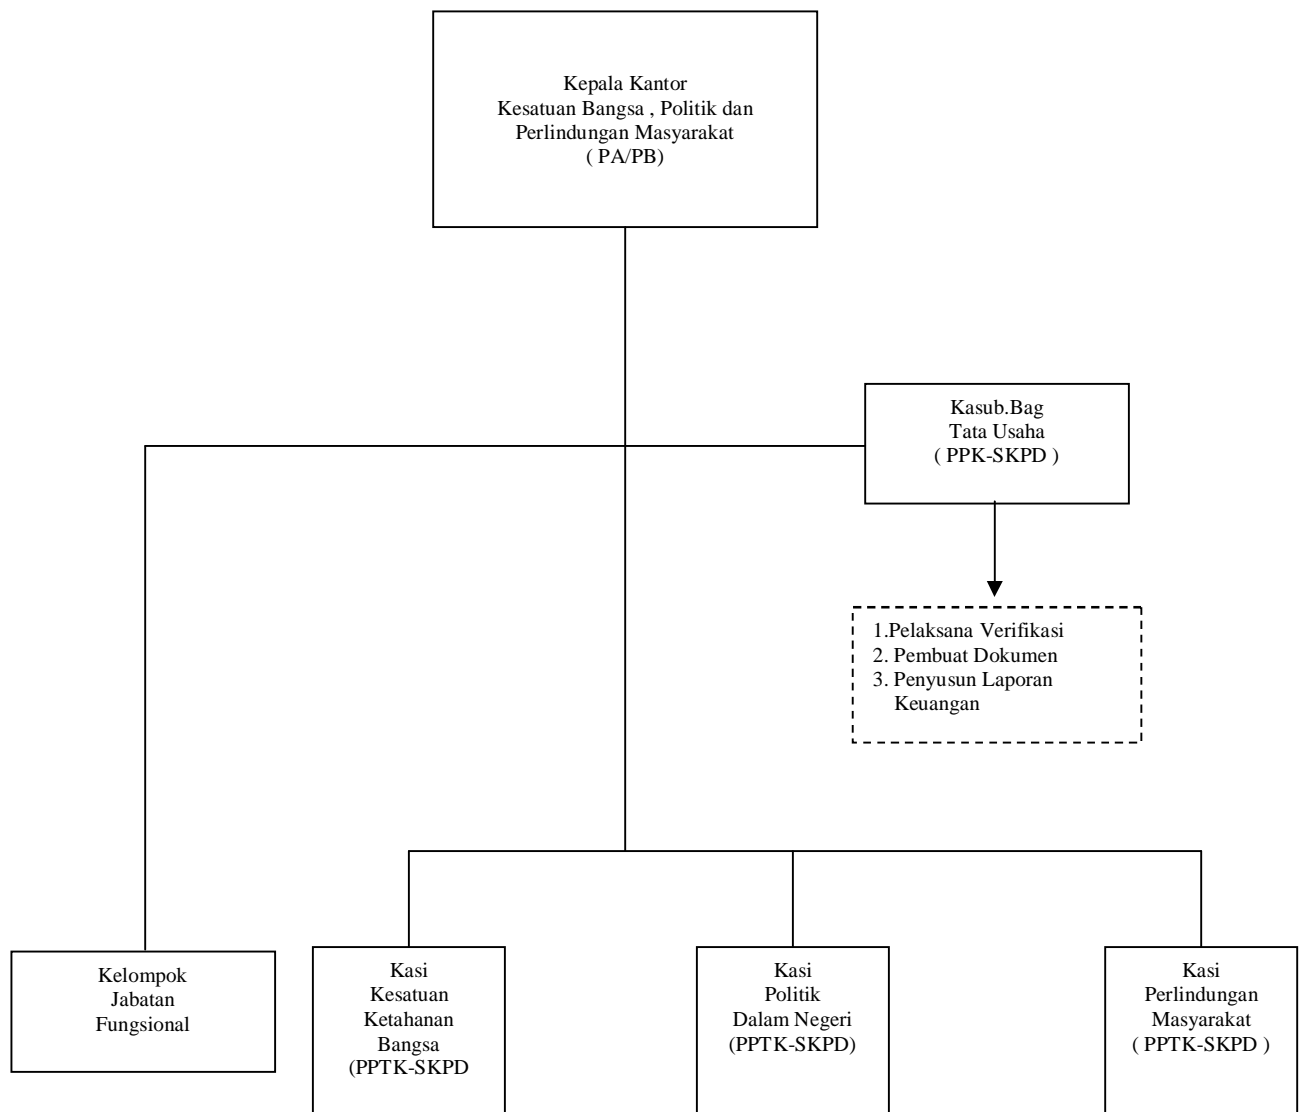 Kepala Kantor
Kesatuan Bangsa , Politik dan
Perlindungan Masyarakat
( PA/PB)
Kasub.Bag
Tata Usaha
( PPK-SKPD )
1.Pelaksana Verifikasi
2. Pembuat Dokumen
3. Penyusun Laporan
Keuangan
Kelompok
Jabatan
Fungsional
Kasi
Kesatuan
Ketahanan
Bangsa
(PPTK-SKPD
Kasi
Politik
Dalam Negeri
(PPTK-SKPD)
Kasi
Perlindungan
Masyarakat
( PPTK-SKPD )